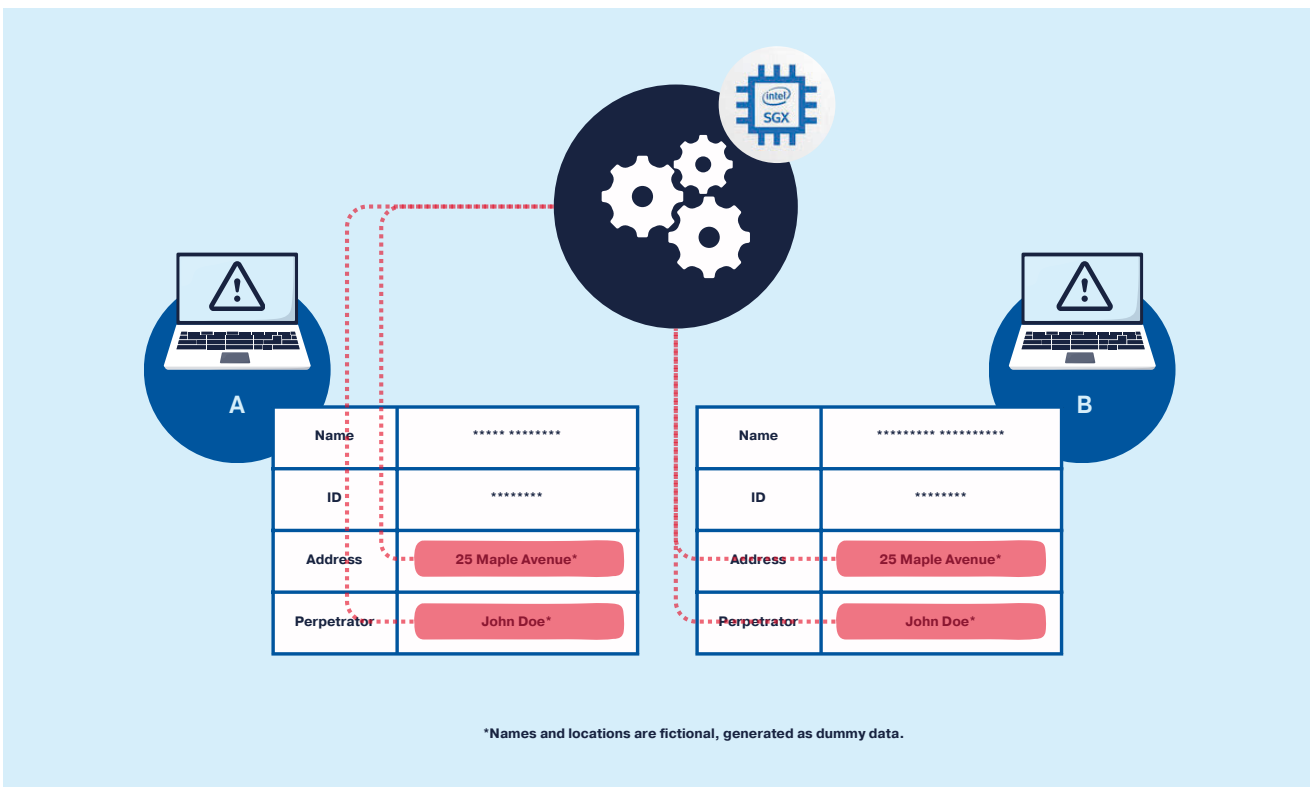 intel
SGX
A
B
Name
***** ********
ID
********
Address
25 Maple Avenue*
Perpetrator
John Doe*
Name
********* **********
ID
********
Address
25 Maple Avenue*
Perpetrator
John Doe*
*Names and locations are fictional, generated as dummy data.